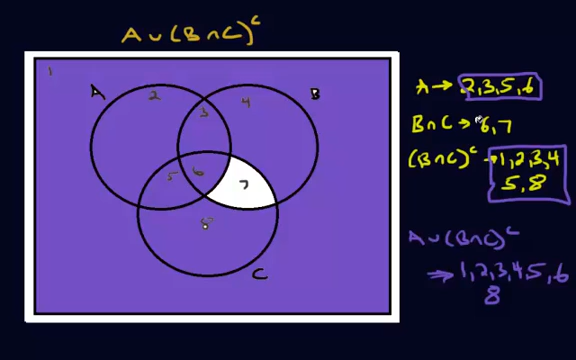 A∪(B∩C)ᶜ
1
A
2
3
4
B
5
6
7
8
C
A → 2,3,5,6
B∩C → 6,7
(B∩C)ᶜ → 1,2,3,4
5,8
A∪(B∩C)ᶜ
⇒ 1,2,3,4,5,6
8